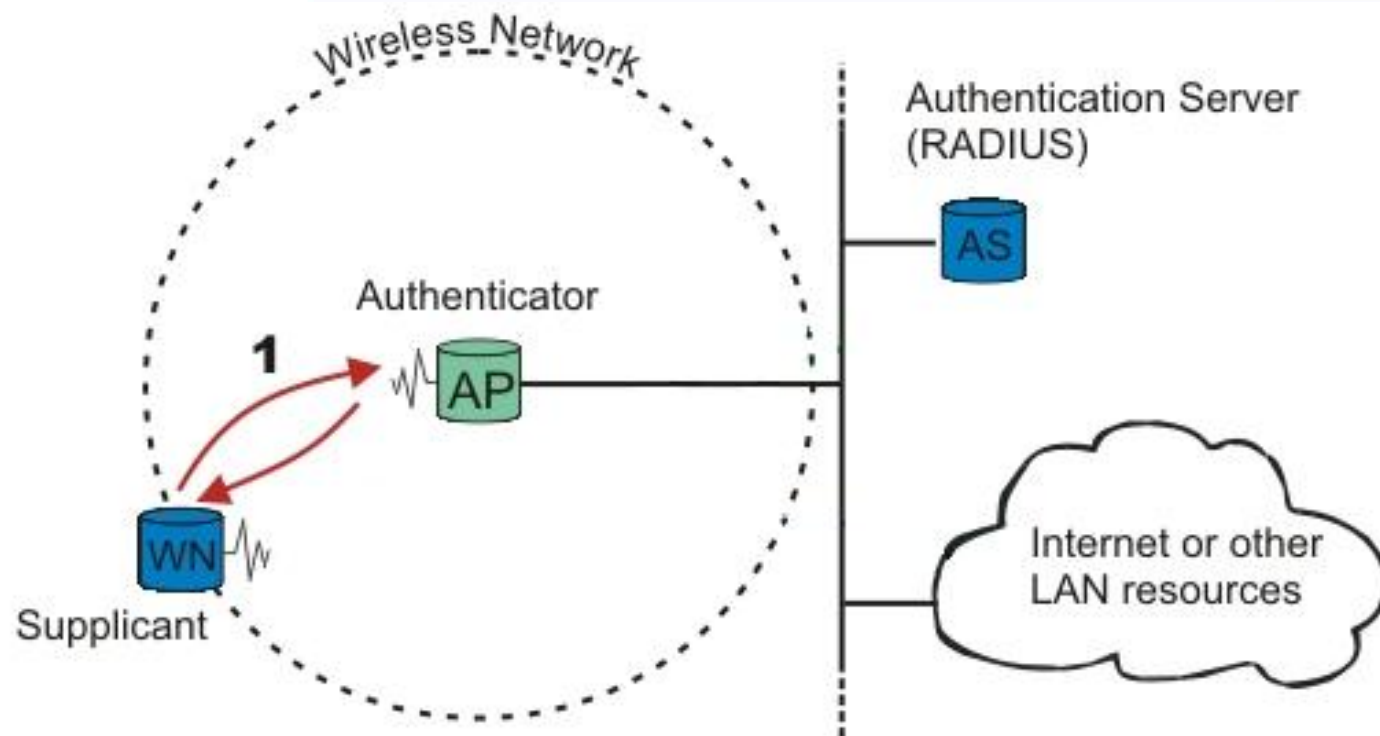 Wireless Network
Authentication Server
(RADIUS)
AS
Authenticator
1
AP
WN
Supplicant
Internet or other
LAN resources